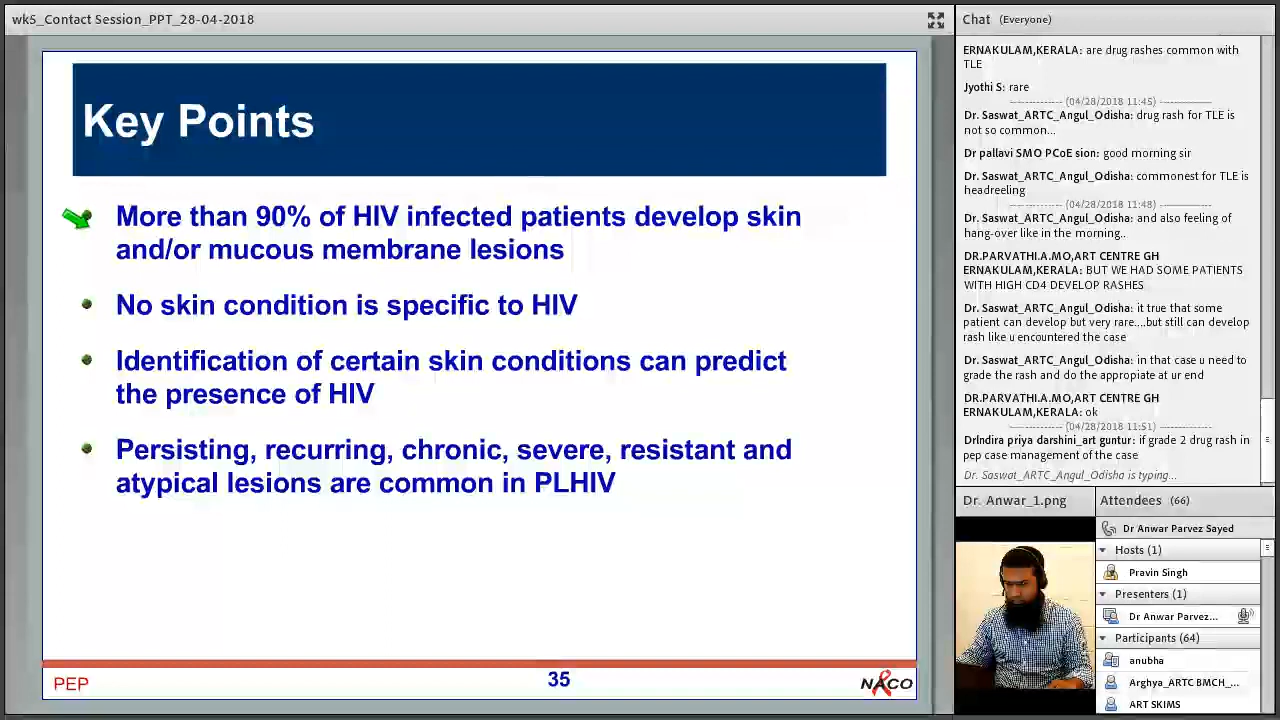 wk5_Contact Session_PPT_28-04-2018
Key Points
More than 90% of HIV infected patients develop skin
and/or mucous membrane lesions
No skin condition is specific to HIV
Identification of certain skin conditions can predict
the presence of HIV
Persisting, recurring, chronic, severe, resistant and
atypical lesions are common in PLHIV
PEP
35
NACO
Chat (Everyone)
ERNAKULAM,KERALA: are drug rashes common with
TLE
Jyothi S: rare
-------------- (04/28/2018 11:45) --------------
Dr. Saswat_ARTC_Angul_Odisha: drug rash for TLE is
not so common...
Dr pallavi SMO PCoE sion: good morning sir
Dr. Saswat_ARTC_Angul_Odisha: commonest for TLE is
headreeling
-------------- (04/28/2018 11:48) --------------
Dr. Saswat_ARTC_Angul_Odisha: and also feeling of
hang-over like in the morning..
DR.PARVATHI.A.MO,ART CENTRE GH
ERNAKULAM,KERALA: BUT WE HAD SOME PATIENTS
WITH HIGH CD4 DEVELOP RASHES
Dr. Saswat_ARTC_Angul_Odisha: it true that some
patient can develop but very rare....but still can develop
rash like u encountered the case
Dr. Saswat_ARTC_Angul_Odisha: in that case u need to
grade the rash and do the appropiate at ur end
DR.PARVATHI.A.MO,ART CENTRE GH
ERNAKULAM,KERALA: ok
-------------- (04/28/2018 11:51) --------------
DrIndira priya darshini_art guntur: if grade 2 drug rash in
pep case management of the case
Dr. Saswat_ARTC_Angul_Odisha is typing...
Dr. Anwar_1.png
Attendees (66)
Dr Anwar Parvez Sayed
Hosts (1)
Pravin Singh
Presenters (1)
Dr Anwar Parvez...
Participants (64)
anubha
Arghya_ARTC BMCH_...
ART SKIMS